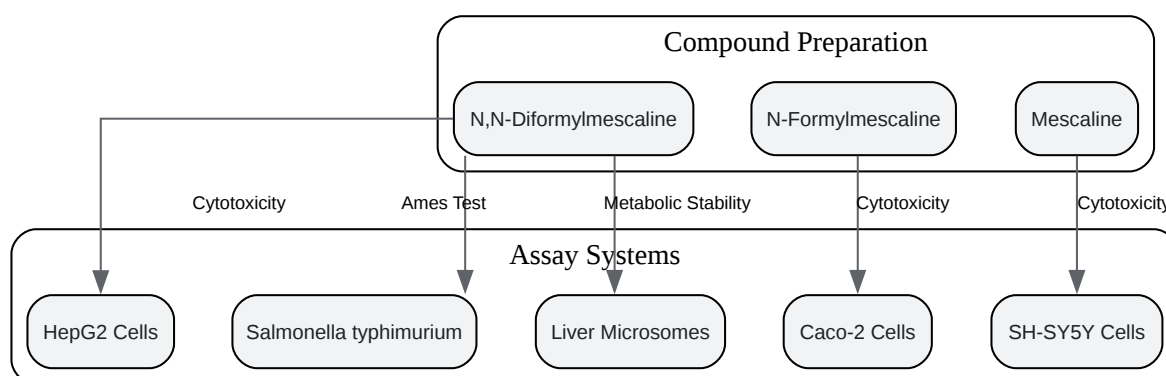 Compound Preparation
N,N-Diformylmescaline
N-Formylmescaline
Mescaline
Cytotoxicity
Ames Test
Metabolic Stability
Cytotoxicity
Cytotoxicity
Assay Systems
HepG2 Cells
Salmonella typhimurium
Liver Microsomes
Caco-2 Cells
SH-SY5Y Cells